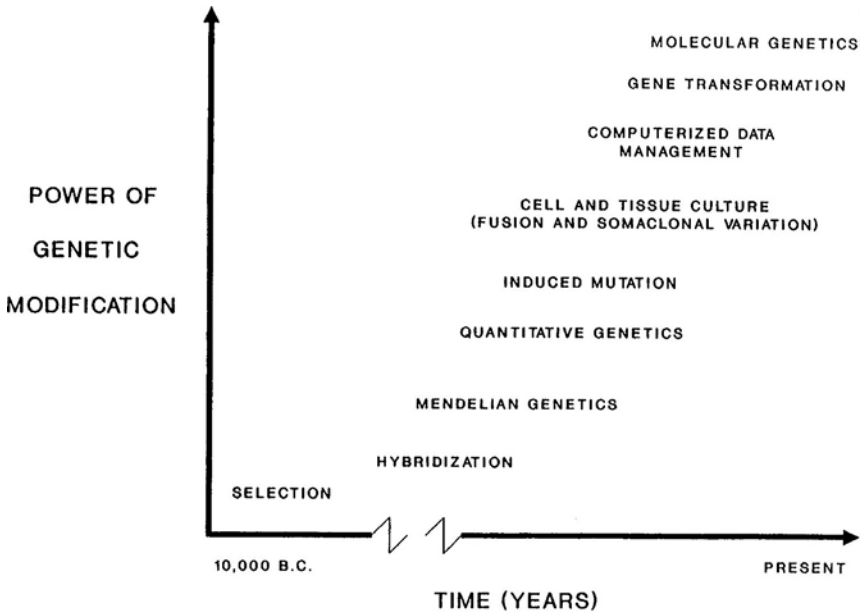 MOLECULAR GENETICS
GENE TRANSFORMATION
COMPUTERIZED DATA
MANAGEMENT
POWER OF
GENETIC
MODIFICATION
CELL AND TISSUE CULTURE
(FUSION AND SOMACLONAL VARIATION)
INDUCED MUTATION
QUANTITATIVE GENETICS
MENDELIAN GENETICS
HYBRIDIZATION
SELECTION
10,000 B.C.
PRESENT
TIME (YEARS)